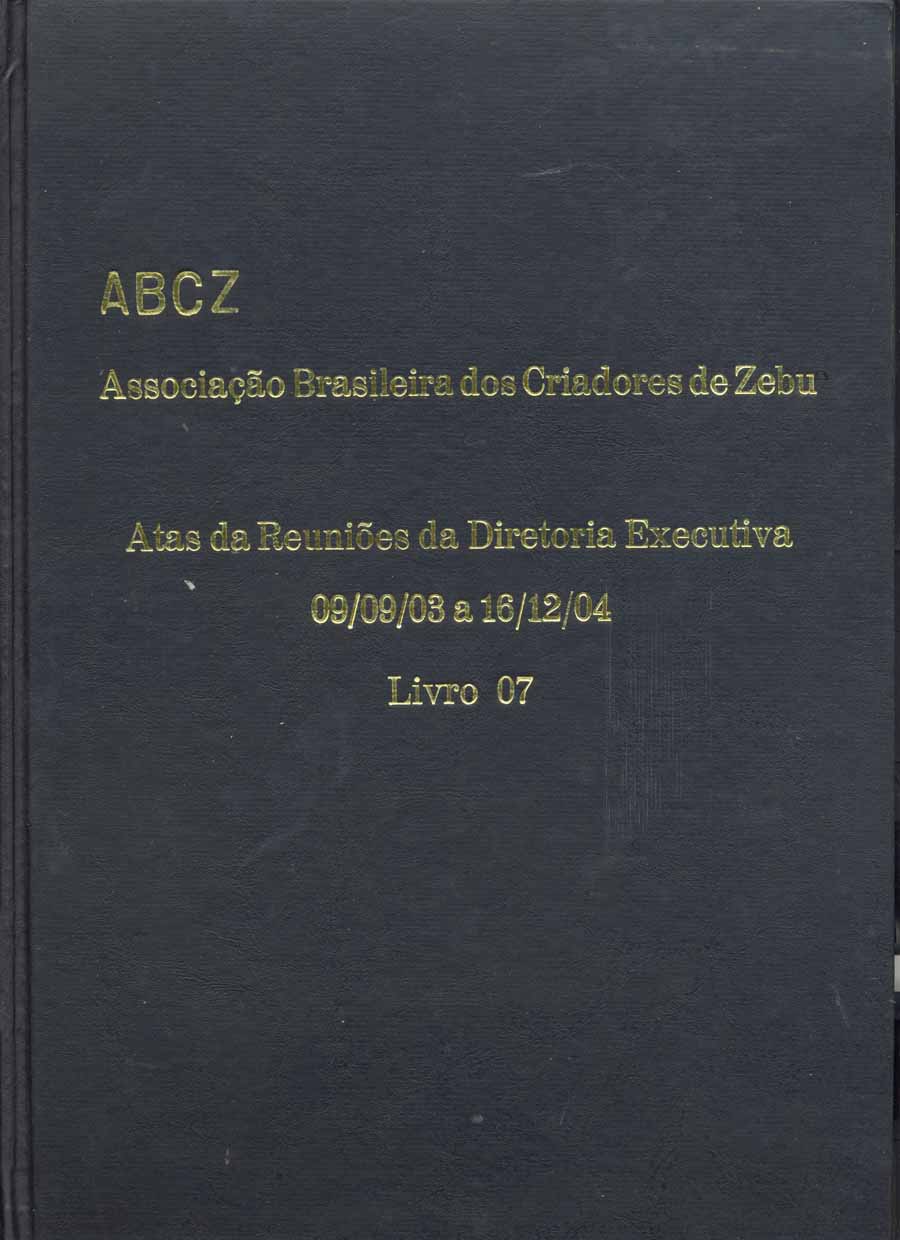 ABCZ
Associação Brasileira dos Criadores de Zebu
Atas da Reuniões da Diretoria Executiva
09/09/03 a 16/12/04
Livro 07